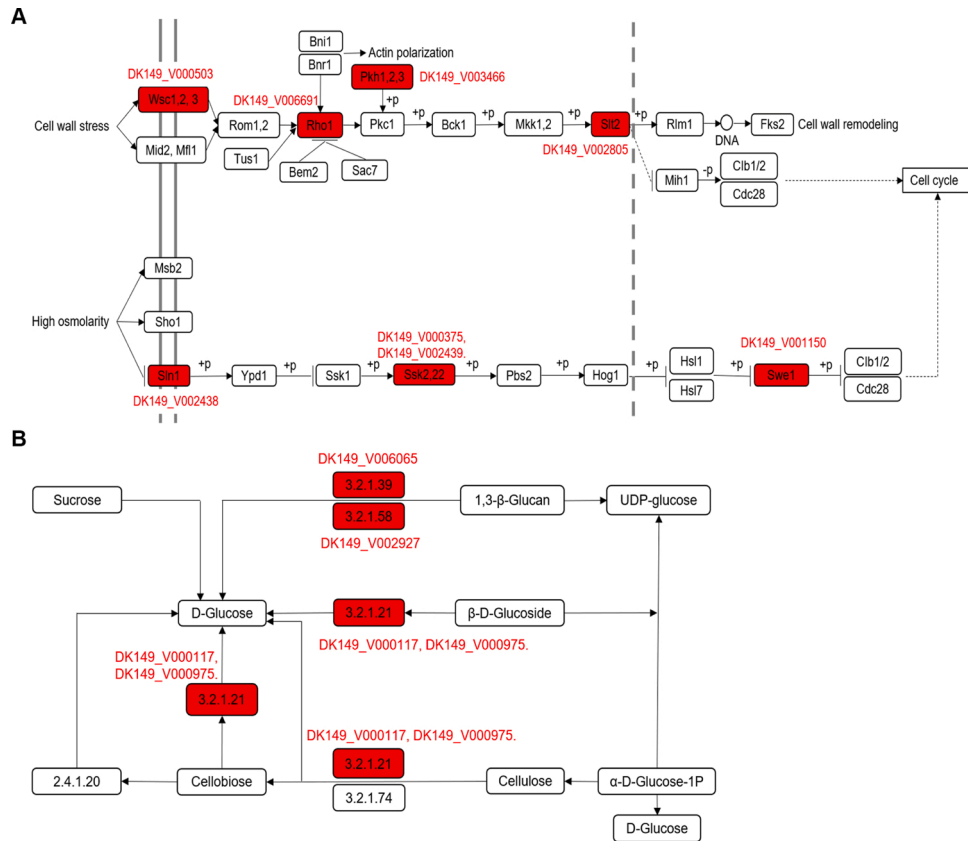 A
Bni1
Bnr1
Actin polarization
DK149_V000503
Pkh1,2,3
DK149_V003466
Wsc1,2, 3
DK149_V006691
+p
Cell wall stress
Rom1,2
Rho1
Pkc1
+p
Bck1
+p
Mkk1,2
+p
Slt2
+p
Rlm1
DNA
Fks2
Cell wall remodeling
Mid2, Mfl1
Tus1
Bem2
Sac7
DK149_V002805
Mih1
-p
Clb1/2
Cdc28
Cell cycle
Msb2
High osmolarity
Sho1
DK149_V000375,
DK149_V002439.
DK149_V001150
Sln1
+p
Ypd1
+p
Ssk1
+p
Ssk2,22
+p
Pbs2
+p
Hog1
+p
Hsl1
Hsl7
+p
Swe1
+p
Clb1/2
Cdc28
DK149_V002438
B
DK149_V006065
Sucrose
3.2.1.39
3.2.1.58
1,3-β-Glucan
UDP-glucose
DK149_V002927
D-Glucose
3.2.1.21
β-D-Glucoside
DK149_V000117, DK149_V000975.
DK149_V000117,
DK149_V000975.
3.2.1.21
DK149_V000117, DK149_V000975.
3.2.1.21
2.4.1.20
Cellobiose
Cellulose
α-D-Glucose-1P
3.2.1.74
D-Glucose